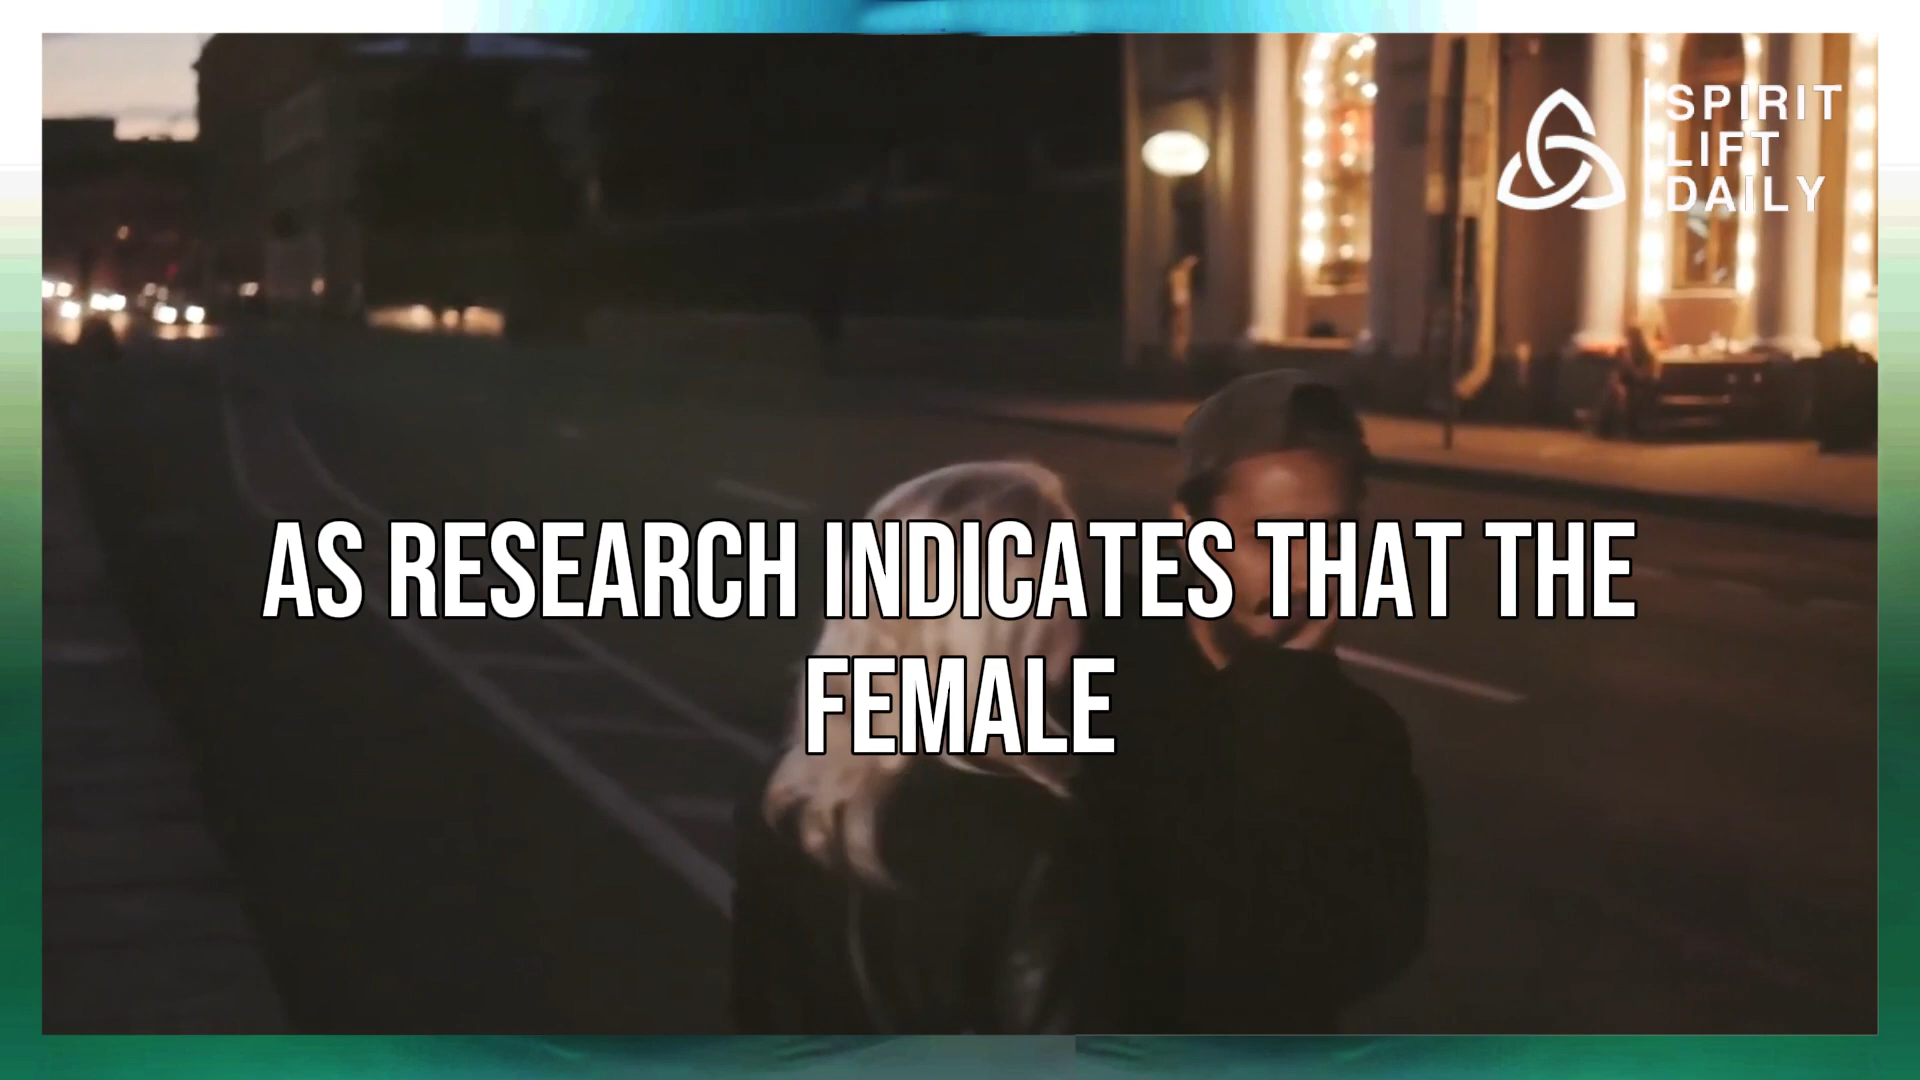 SPIRIT
LIFT
DAILY
AS RESEARCH INDICATES THAT THE
FEMALE